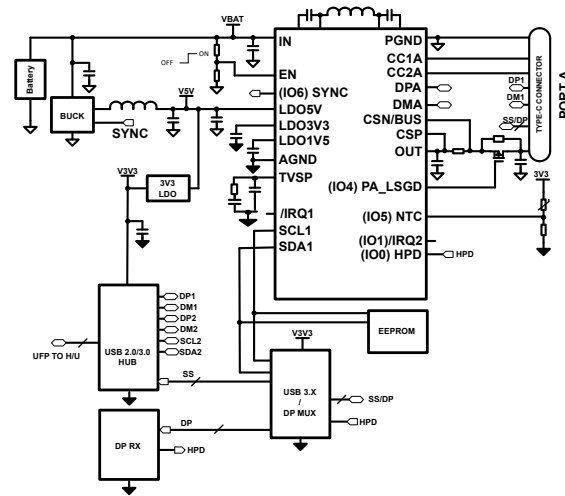 VBAT
IN
PGND
ON
OFF
CC1A
CC2A
EN
Battery
DPA
DP1
V5V
(IO6) SYNC
DMA
DM1
BUCK
LDO5V
CSN/BUS
SS/DP
SYNC
LDO3V3
CSP
TYPE-C CONNECTOR
PORT A
LDO1V5
OUT
AGND
V3V3
TVSP
3V3
3V3
LDO
(IO4) PA_LSGD
/IRQ1
(IO5) NTC
SCL1
SDA1
(IO1)/IRQ2
(IO0) HPD
HPD
DP1
DM1
DP2
DM2
SCL2
SDA2
UFP TO H/U
USB 2.0/3.0
HUB
V3V3
EEPROM
SS
USB 3.X
/
DP MUX
SS/DP
HPD
DP RX
DP
HPD